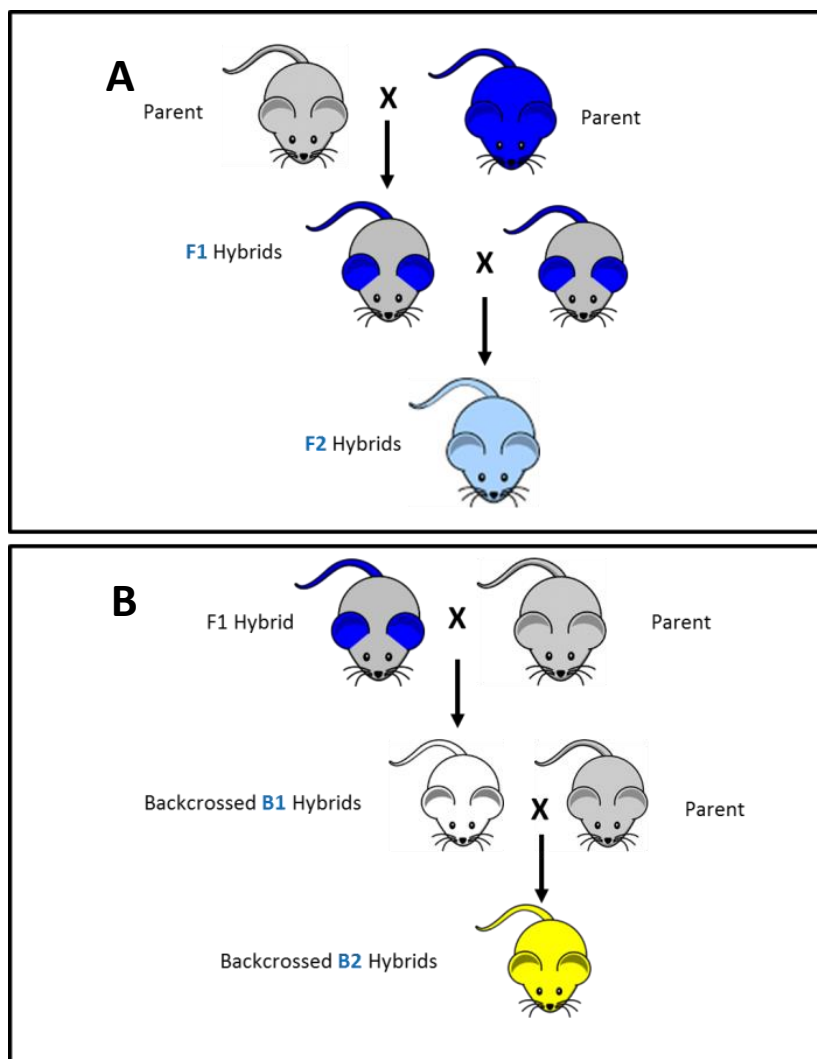 A
X
Parent
Parent
F1 Hybrids
X
F2 Hybrids
B
F1 Hybrid
X
Parent
Backcrossed B1 Hybrids
X
Parent
Backcrossed B2 Hybrids